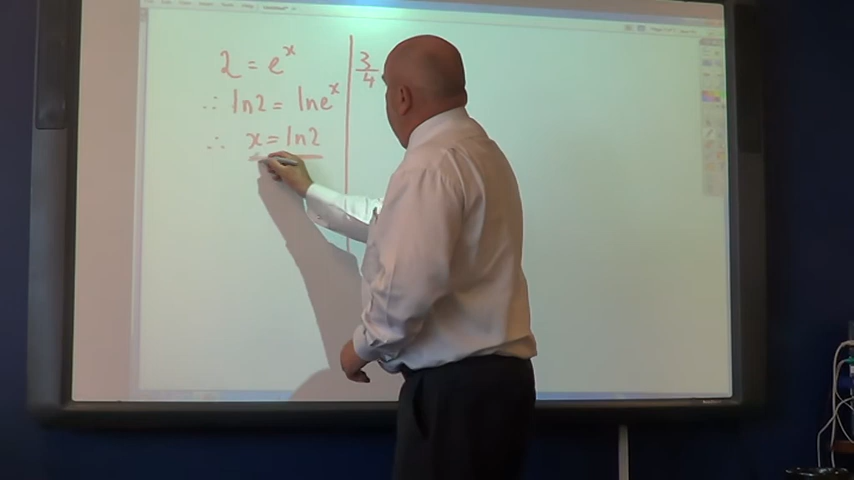 2 = e^x
∴ ln2 = lne^x
∴ x = ln2
3/4